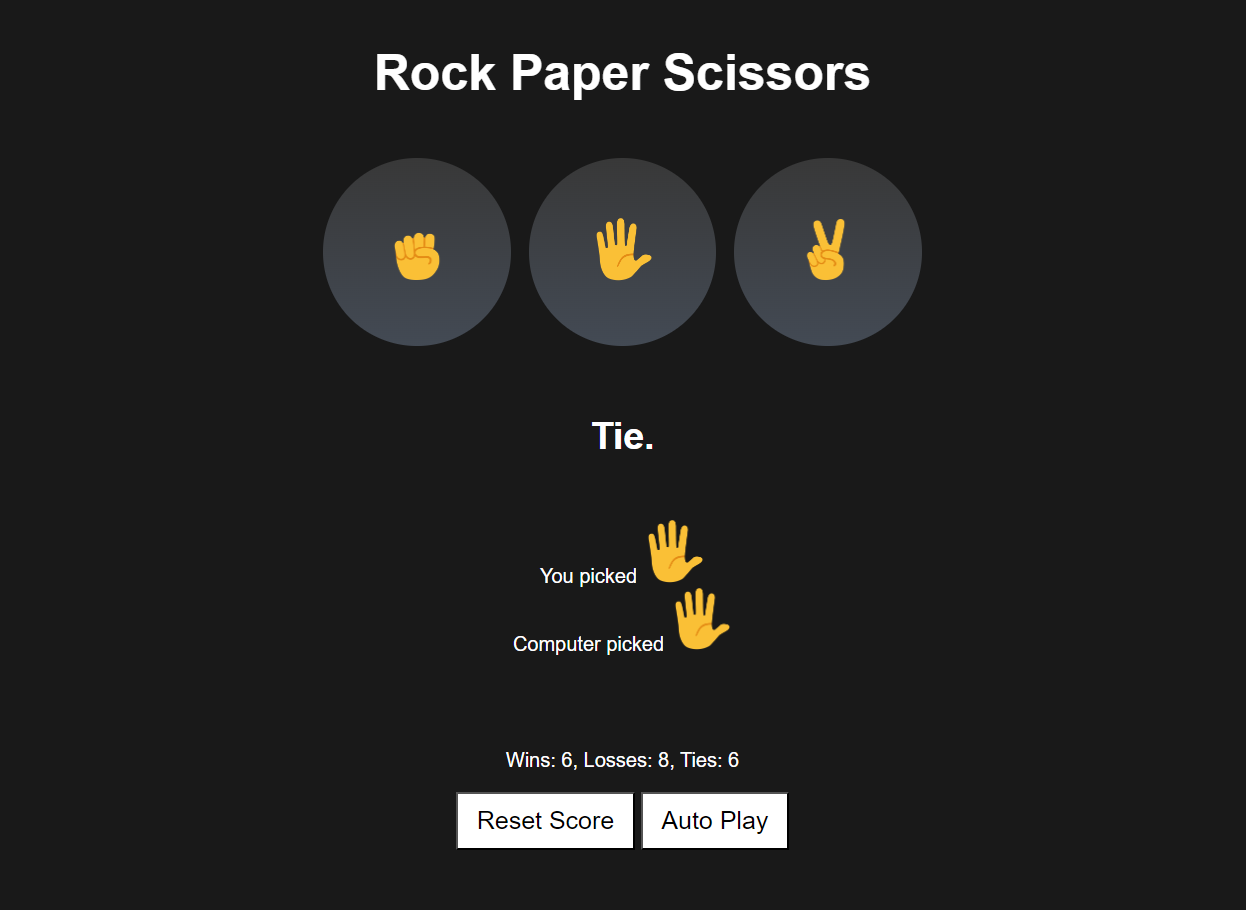 Rock Paper Scissors
Tie.
You picked
Computer picked
Wins: 6, Losses: 8, Ties: 6
Reset Score Auto Play